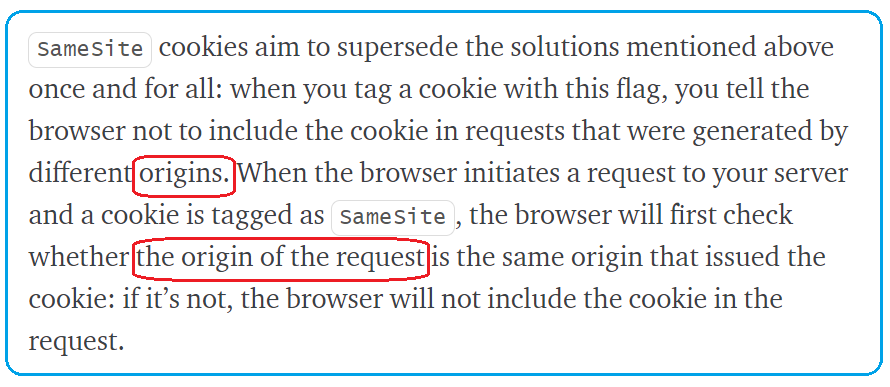 SameSite cookies aim to supersede the solutions mentioned above
once and for all: when you tag a cookie with this flag, you tell the
browser not to include the cookie in requests that were generated by
different origins. When the browser initiates a request to your server
and a cookie is tagged as SameSite, the browser will first check
whether the origin of the request is the same origin that issued the
cookie: if it’s not, the browser will not include the cookie in the
request.